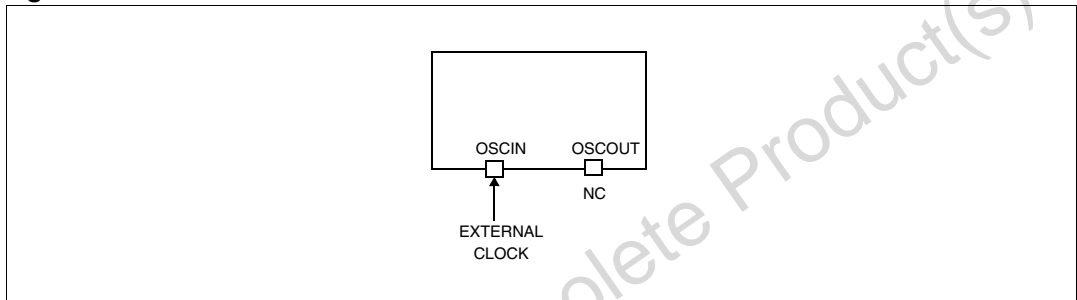 OSCIN OSCOUT
NC
EXTERNAL
CLOCK
olete Product(s)